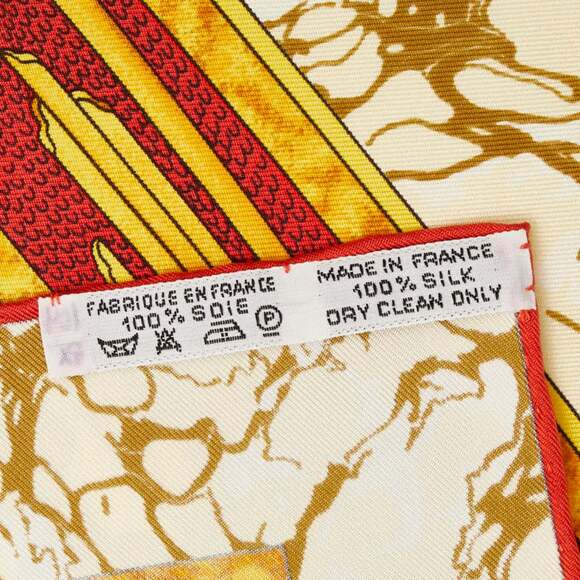 FABRIQUE EN FRANCE
100% SOIE
P
MADE IN FRANCE
100% SILK
DRY CLEAN ONLY